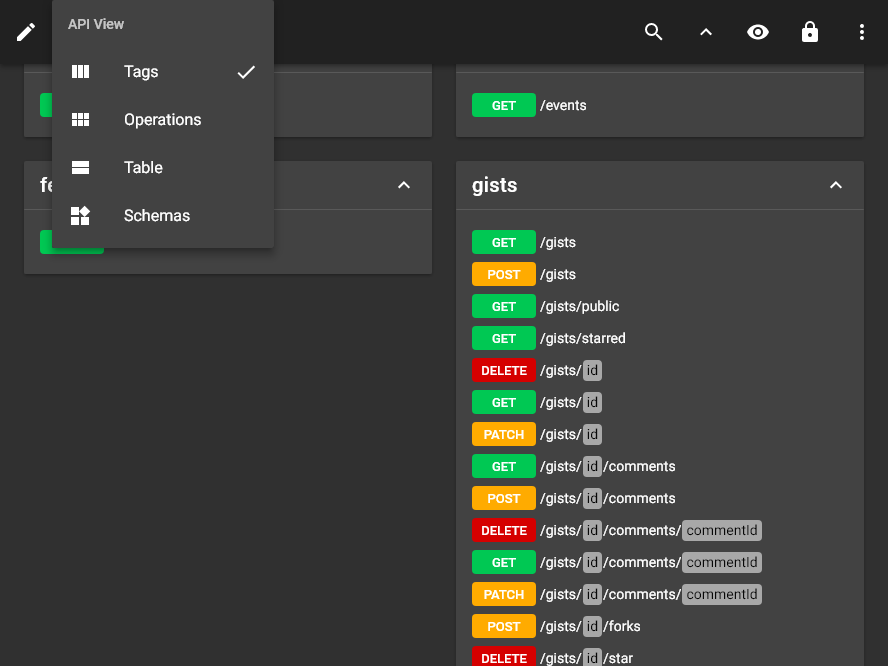 API View
Tags
Operations
Table
Schemas
GET /events
gists
GET /gists
POST /gists
GET /gists/public
GET /gists/starred
DELETE /gists/ id
GET /gists/ id
PATCH /gists/ id
GET /gists/ id /comments
POST /gists/ id /comments
DELETE /gists/ id /comments/ commentId
GET /gists/ id /comments/ commentId
PATCH /gists/ id /comments/ commentId
POST /gists/ id /forks
DELETE /gists/ id /star